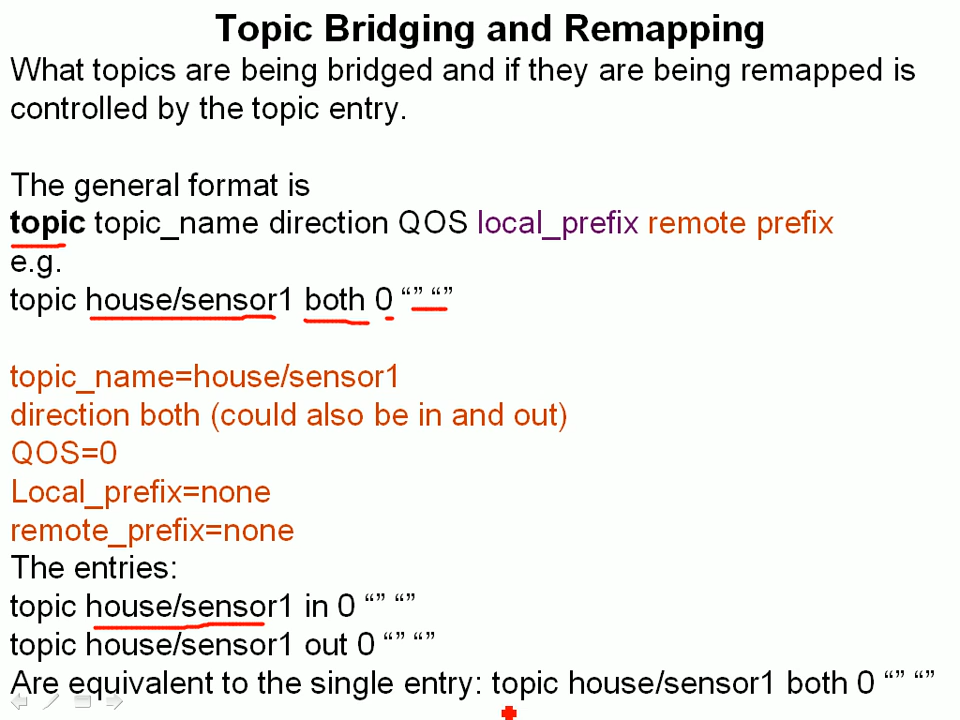 Topic Bridging and Remapping
What topics are being bridged and if they are being remapped is
controlled by the topic entry.
The general format is
topic topic_name direction QOS local_prefix remote prefix
e.g.
topic house/sensor1 both 0 “” “”
topic_name=house/sensor1
direction both (could also be in and out)
QOS=0
Local_prefix=none
remote_prefix=none
The entries:
topic house/sensor1 in 0 “” “”
topic house/sensor1 out 0 “” “”
Are equivalent to the single entry: topic house/sensor1 both 0 “” “”